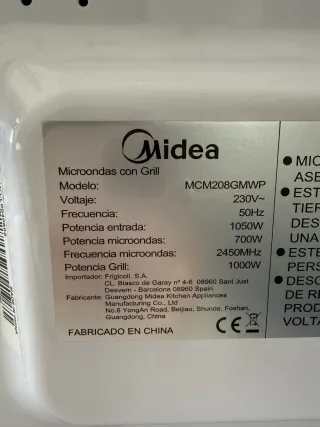 Midea
Microondas con Grill
Modelo: MCM208GMWP
Voltaje: 230V~
Frecuencia: 50Hz
Potencia entrada: 1050W
Potencia microondas: 700W
Frecuencia microondas: 2450MHz
Potencia Grill: 1000W
Importador: Frigicoll. S.A.
CL, Blasco de Garay nº 4-6 08960 Sant Just
Desvern - Barcelona 08960 Spain
Fabricante: Guangdong Midea Kitchen Appliances
Manufacturing Co., Ltd
No.6 YongAn Road, Beijiao, Shunde, Foshan,
Guangdong, China
FABRICADO EN CHINA CE
● MIC
ASE
● EST
TIER
DES
UNA
● ESTE
PERS
● DESC
DE RE
PROD
VOLTA